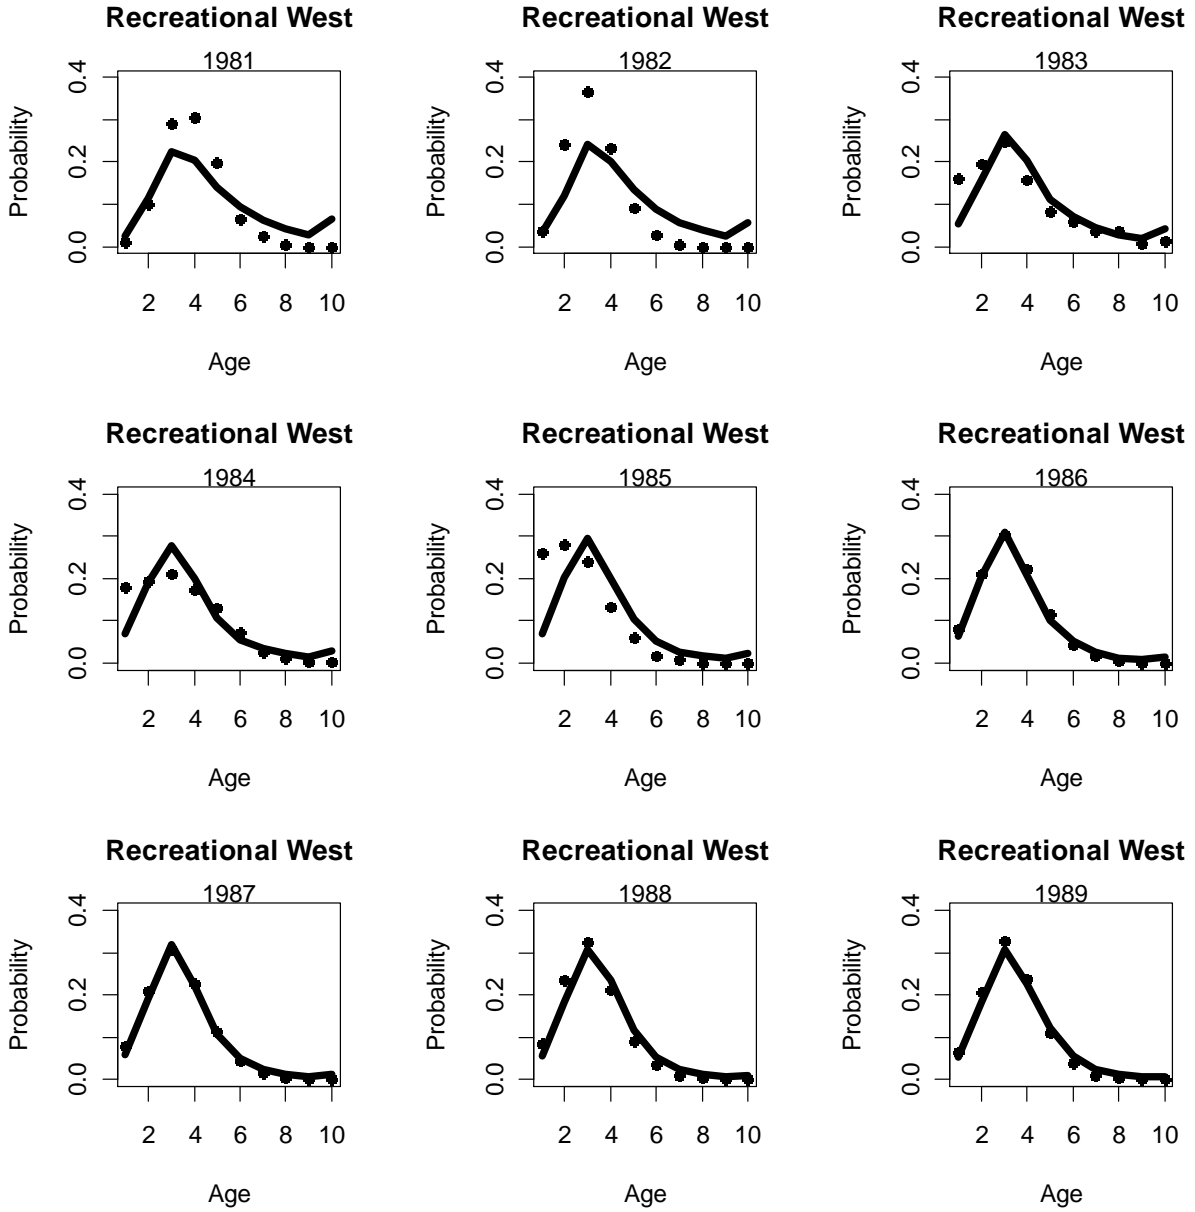 Recreational West Recreational West Recreational West
1981 1982 1983
Probability Probability Probability
0.4 0.4 0.4
0.2 0.2 0.2
0.0 0.0 0.0
2 4 6 8 10 2 4 6 8 10 2 4 6 8 10
Age Age Age
Recreational West Recreational West Recreational West
1984 1985 1986
Probability Probability Probability
0.4 0.4 0.4
0.2 0.2 0.2
0.0 0.0 0.0
2 4 6 8 10 2 4 6 8 10 2 4 6 8 10
Age Age Age
Recreational West Recreational West Recreational West
1987 1988 1989
Probability Probability Probability
0.4 0.4 0.4
0.2 0.2 0.2
0.0 0.0 0.0
2 4 6 8 10 2 4 6 8 10 2 4 6 8 10
Age Age Age